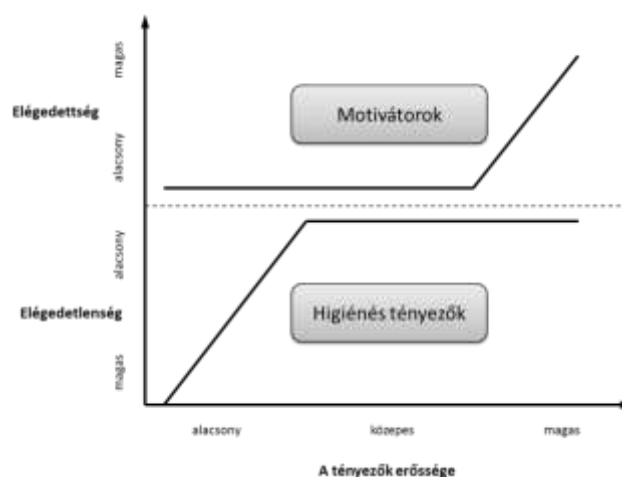 magas
Elégedettség
Motivátorok
alacsony
alacsony
Elégedetlenség
Higiénés tényezők
magas
alacsony
közepes
magas
A tényezők erőssége